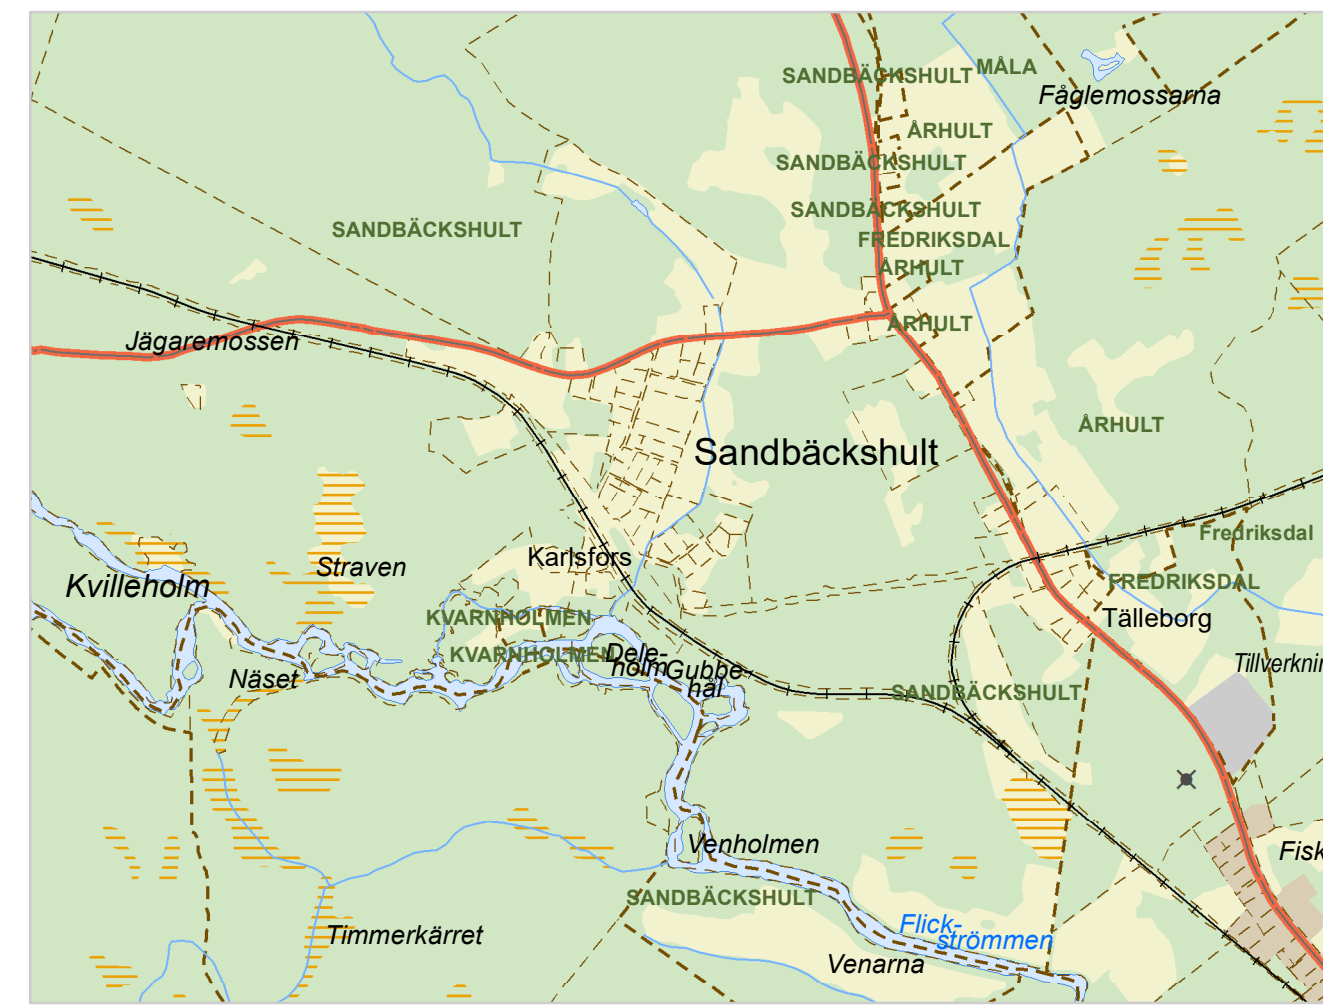 SANDBÄCKSHULT
MÅLA
Fåglemossarna
ÅRHULT
SANDBÄCKSHULT
SANDBÄCKSHULT
SANDBÄCKSHULT
FREDRIKSDAL
ÅRHULT
ÅRHULT
Jägaremossen
ÅRHULT
Sandbäckshult
Fredriksdal
Karlsfors
Straven
FREDRIKSDAL
Kvilleholm
KVARNHOLMEN
Tälleborg
KVARNHOLMEN
Dele-
holm
Gubbe-
hål
Tillverknin
Näset
SANDBÄCKSHULT
Venholmen
Fisk
SANDBÄCKSHULT
Flick-
strömmen
Timmerkärret
Venarna